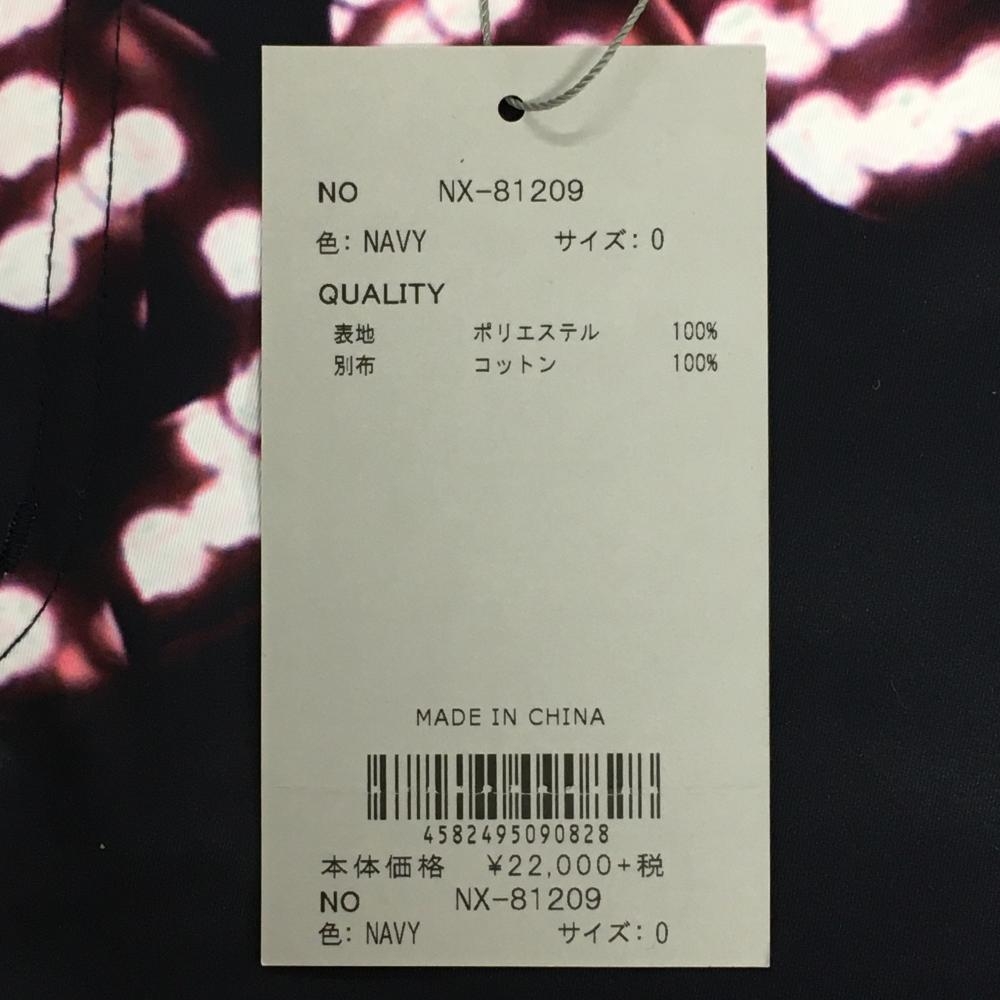 NO NX-81209
色: NAVY サイズ: 0
QUALITY
表地 ポリエステル 100%
別布 コットン 100%
MADE IN CHINA
4582495090828
本体価格 ¥22,000+税
NO NX-81209
色: NAVY サイズ: 0